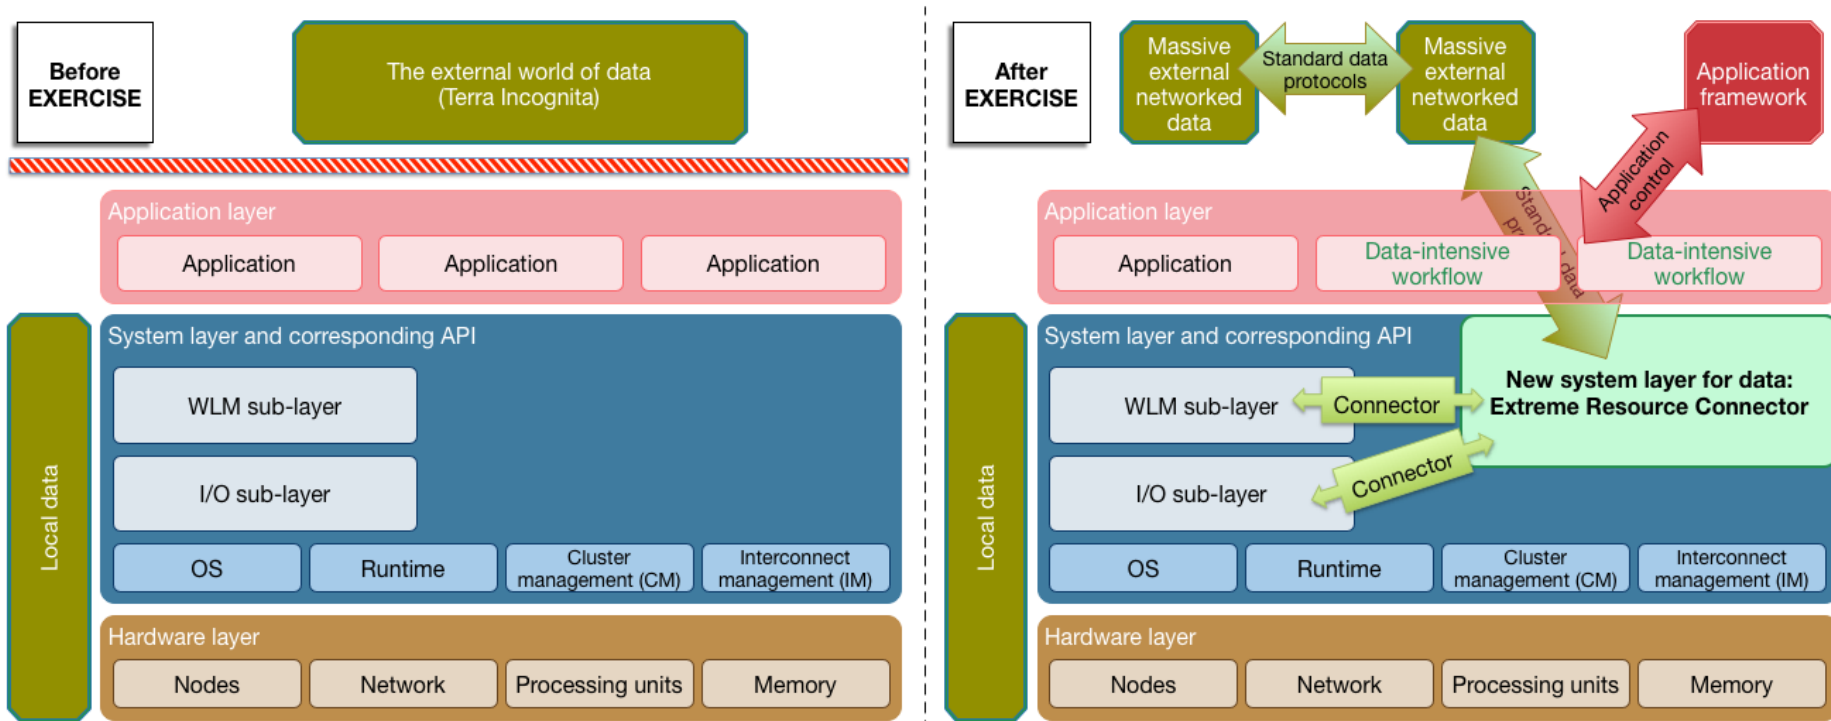 Before
EXERCISE
The external world of data
(Terra Incognita)
Application layer
Application
Application
Application
Local data
System layer and corresponding API
WLM sub-layer
I/O sub-layer
OS
Runtime
Cluster
management (CM)
Interconnect
management (IM)
Hardware layer
Nodes
Network
Processing units
Memory
After
EXERCISE
Massive
external
networked
data
Standard data
protocols
Massive
external
networked
data
Application
framework
Application
control
Application layer
Application
Data-intensive
workflow
Data-intensive
workflow
Local data
System layer and corresponding API
New system layer for data:
Extreme Resource Connector
WLM sub-layer
Connector
I/O sub-layer
Connector
OS
Runtime
Cluster
management (CM)
Interconnect
management (IM)
Hardware layer
Nodes
Network
Processing units
Memory